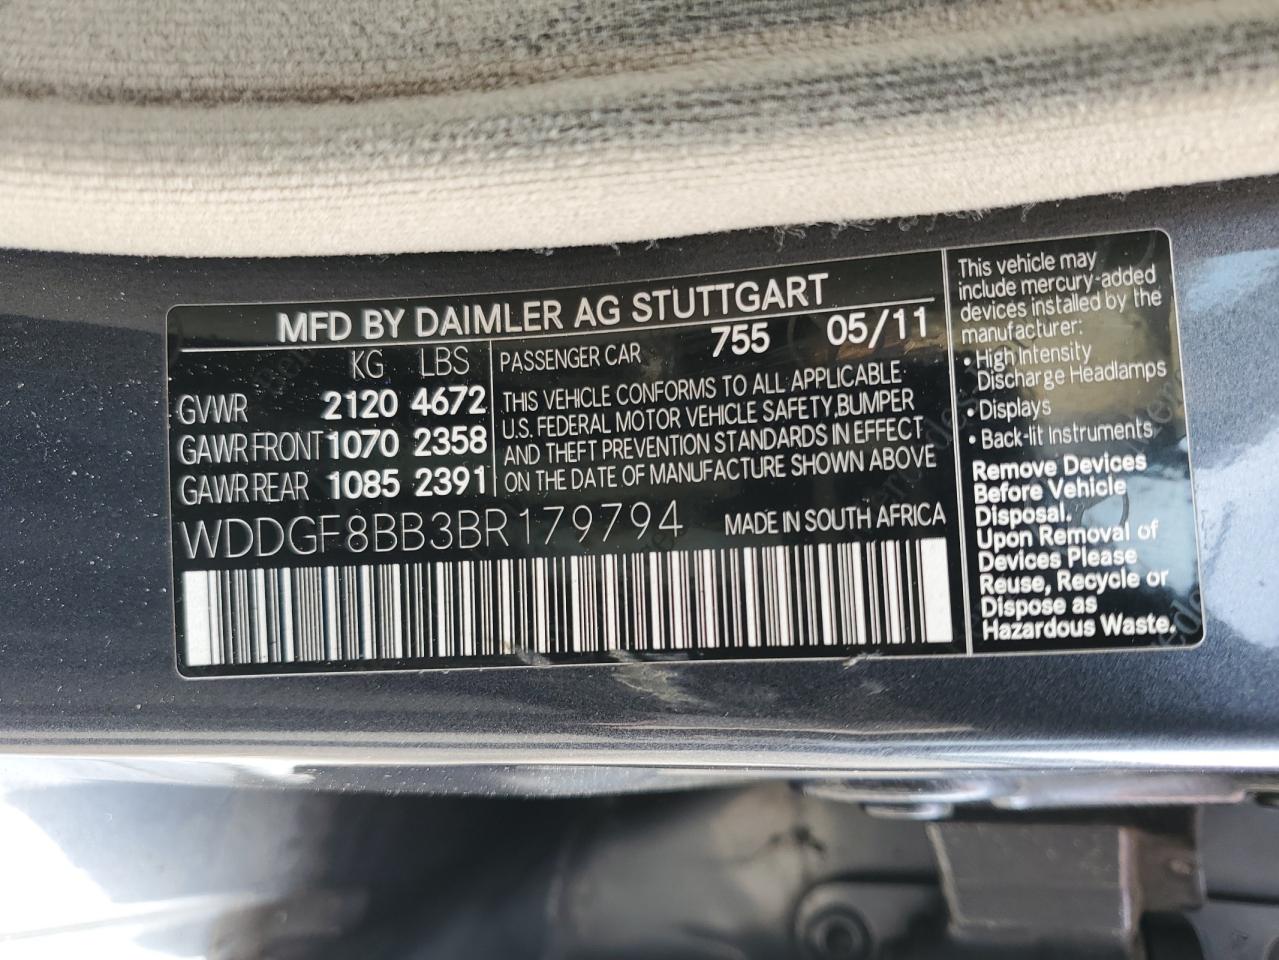 MFD BY DAIMLER AG STUTTGART
KG LBS
GVWR 2120 4672
GAWR FRONT 1070 2358
GAWR REAR 1085 2391
PASSENGER CAR 755 05/11
THIS VEHICLE CONFORMS TO ALL APPLICABLE
U.S. FEDERAL MOTOR VEHICLE SAFETY,BUMPER
AND THEFT PREVENTION STANDARDS IN EFFECT
ON THE DATE OF MANUFACTURE SHOWN ABOVE
WDDGF8BB3BR179794 MADE IN SOUTH AFRICA
This vehicle may
include mercury-added
devices installed by the
manufacturer:
• High Intensity
Discharge Headlamps
• Displays
• Back-lit Instruments
Remove Devices
Before Vehicle
Disposal.
Upon Removal of
Devices Please
Reuse, Recycle or
Dispose as
Hazardous Waste.